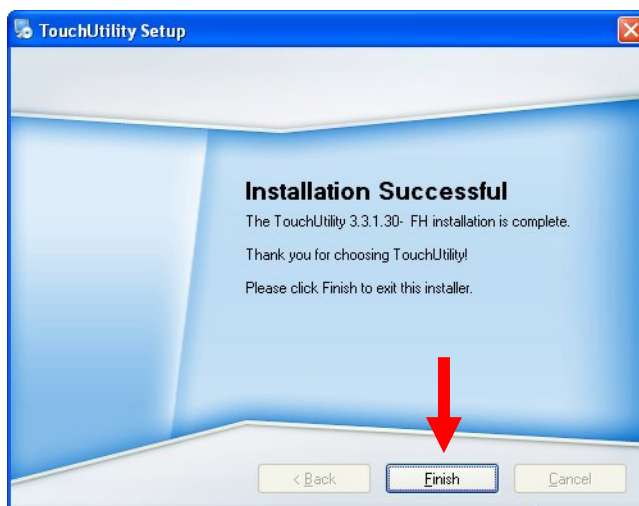 TouchUtility Setup
Installation Successful
The TouchUtility 3.3.1.30- FH installation is complete.
Thank you for choosing TouchUtility!
Please click Finish to exit this installer.
< Back Finish Cancel